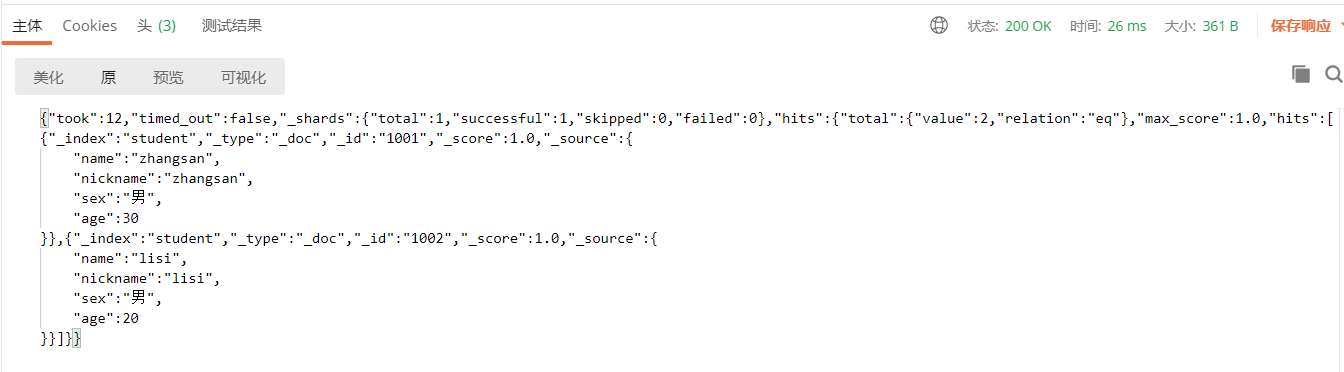 主体 Cookies 头 (3) 测试结果 状态: 200 OK 时间: 26 ms 大小: 361 B 保存响应
美化 原 预览 可视化
{"took":12,"timed_out":false,"_shards":{"total":1,"successful":1,"skipped":0,"failed":0},"hits":{"total":{"value":2,"relation":"eq"},"max_score":1.0,"hits":[
{"_index":"student","_type":"_doc","_id":"1001","_score":1.0,"_source":{
    "name":"zhangsan",
    "nickname":"zhangsan",
    "sex":"男",
    "age":30
}},{"_index":"student","_type":"_doc","_id":"1002","_score":1.0,"_source":{
    "name":"lisi",
    "nickname":"lisi",
    "sex":"男",
    "age":20
}}]}}